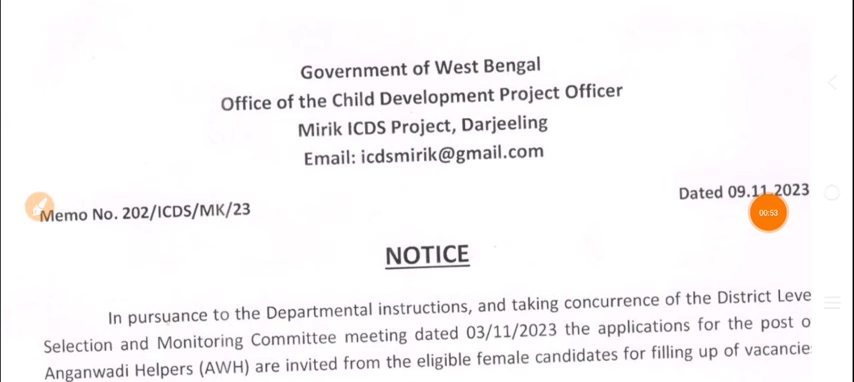 Government of West Bengal
Office of the Child Development Project Officer
Mirik ICDS Project, Darjeeling
Email: icdsmirik@gmail.com
Memo No. 202/ICDS/MK/23
Dated 09.11.2023
00:53
NOTICE
In pursuance to the Departmental instructions, and taking concurrence of the District Leve
Selection and Monitoring Committee meeting dated 03/11/2023 the applications for the post o
Anganwadi Helpers (AWH) are invited from the eligible female candidates for filling up of vacancie